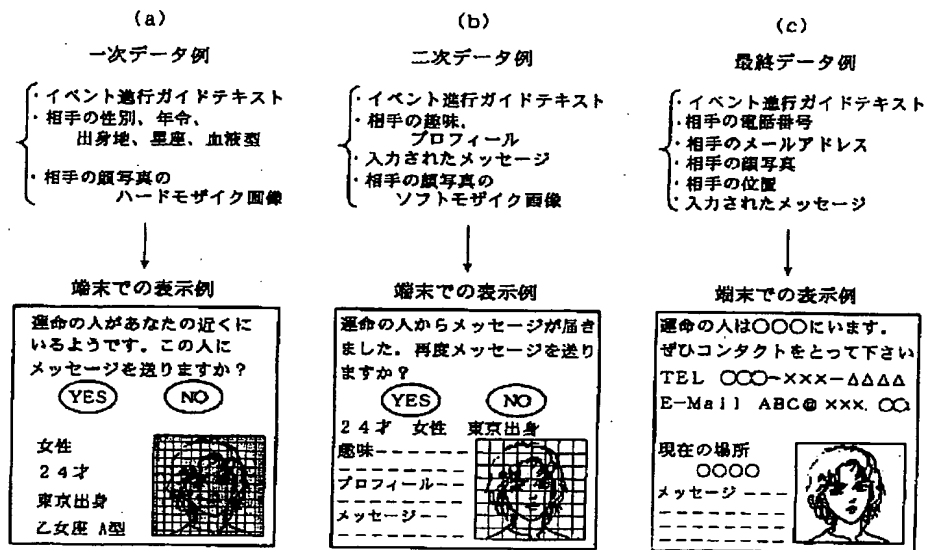 (a)
一次データ例
・イベント進行ガイドテキスト
・相手の性別、年令、
出身地、星座、血液型
・相手の顔写真の
ハードモザイク画像
端末での表示例
運命の人があなたの近くに
いるようです。この人に
メッセージを送りますか？
YES NO
女性
24才
東京出身
乙女座 A型
(b)
二次データ例
・イベント進行ガイドテキスト
・相手の趣味、
プロフィール
・入力されたメッセージ
・相手の顔写真の
ソフトモザイク画像
端末での表示例
運命の人からメッセージが届き
ました。再度メッセージを送り
ますか？
YES NO
24才 女性 東京出身
趣味------
プロフィール--
メッセージ--
(c)
最終データ例
・イベント進行ガイドテキスト
・相手の電話番号
・相手のメールアドレス
・相手の顔写真
・相手の位置
・入力されたメッセージ
端末での表示例
運命の人は〇〇〇にいます。
ぜひコンタクトをとって下さい
TEL 〇〇〇-×××-△△△△
E-Mail ABC@×××.〇〇
現在の場所
〇〇〇〇
メッセージ---